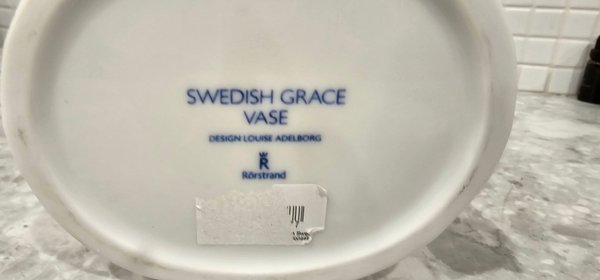 SWEDISH GRACE
VASE
DESIGN LOUISE ADELBORG
R
Rörstrand